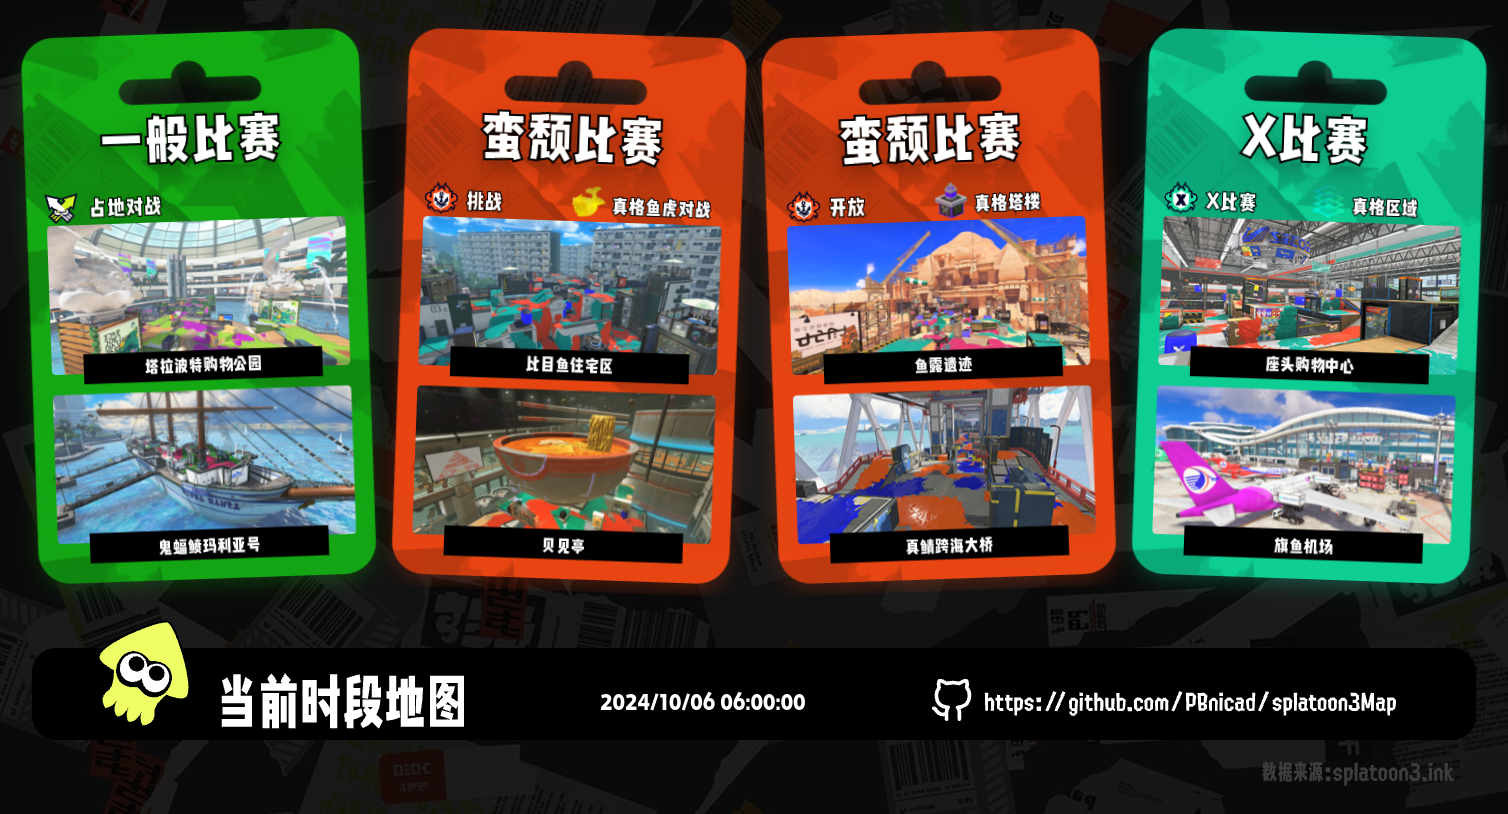 一般比赛
占地对战
塔拉波特购物公园
鬼蝠鲼玛利亚号
蛮颓比赛
挑战
真格鱼虎对战
比目鱼住宅区
贝见亭
蛮颓比赛
开放
真格塔楼
鱼露遗迹
真鲭跨海大桥
X比赛
X比赛
真格区域
座头购物中心
旗鱼机场
当前时段地图
2024/10/06 06:00:00
https://github.com/PBnicad/splatoon3Map
数据来源:splatoon3.ink